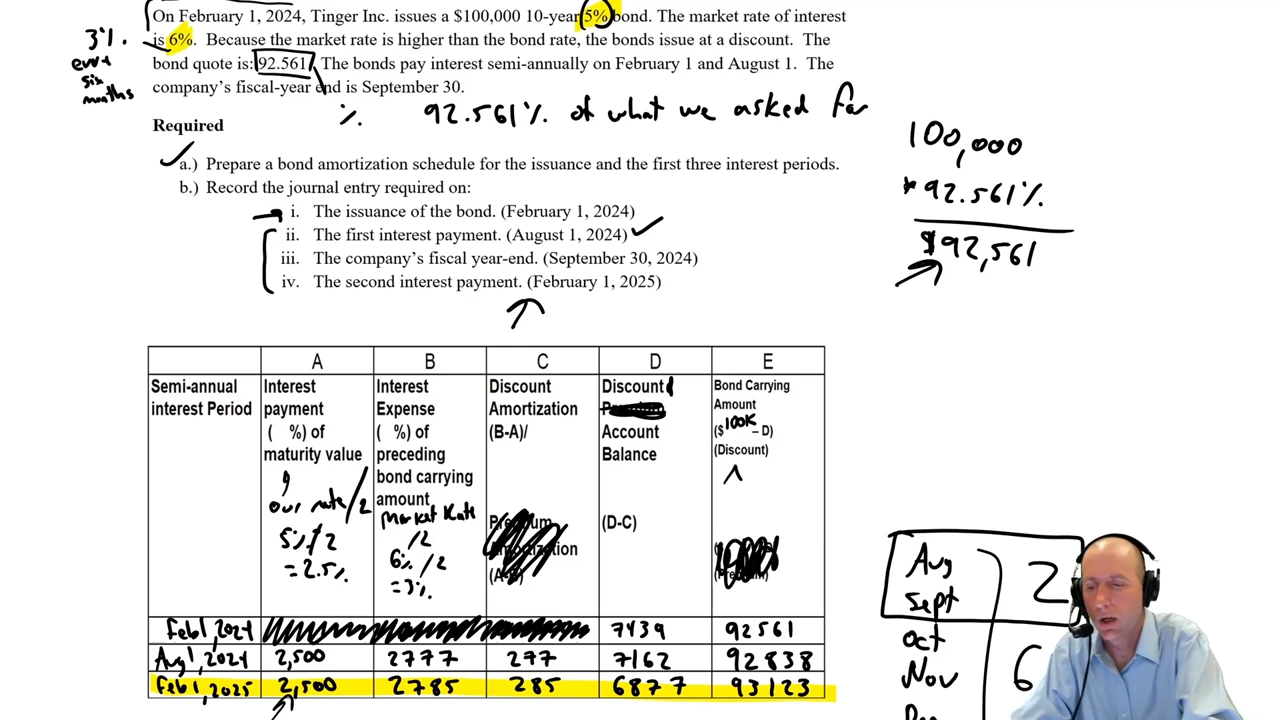 On February 1, 2024, Tinger Inc. issues a $100,000 10-year 5% bond. The market rate of interest
is 6%. Because the market rate is higher than the bond rate, the bonds issue at a discount. The
bond quote is: 92.561. The bonds pay interest semi-annually on February 1 and August 1. The
company's fiscal-year end is September 30.
3%.
every
six
months
% 92.561% of what we asked for
Required
a.) Prepare a bond amortization schedule for the issuance and the first three interest periods.
b.) Record the journal entry required on:
i. The issuance of the bond. (February 1, 2024)
ii. The first interest payment. (August 1, 2024)
iii. The company's fiscal year-end. (September 30, 2024)
iv. The second interest payment. (February 1, 2025)
100,000
* 92.561%
$92,561
A B C D E
Semi-annual
interest Period
Interest
payment
( %) of
maturity value
our rate/2
5%/2
=2.5%
Interest
Expense
( %) of
preceding
bond carrying
amount
Market Rate
/2
6%/2
=3%
Discount
Amortization
(B-A)/
Discount
Account
Balance
(D-C)
Bond Carrying
Amount
($100K – D)
(Discount)
Feb 1, 2024 7439 92561
Aug 1, 2024 2,500 2777 277 7162 92838
Feb 1, 2025 2,500 2785 285 6877 93123
Aug
Sept
2
Oct
Nov
6